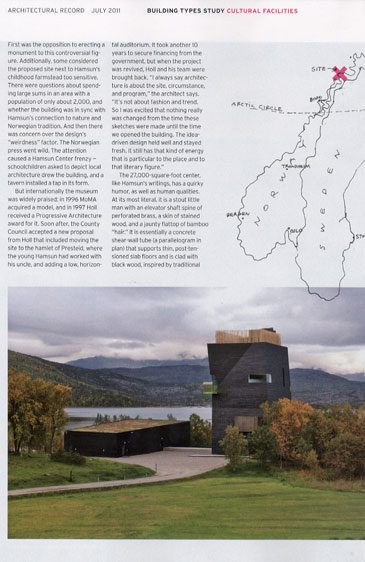 ARCHITECTURAL RECORD JULY 2011
BUILDING TYPES STUDY CULTURAL FACILITIES
First was the opposition to erecting a
monument to this controversial fig-
ure. Additionally, some considered
the proposed site next to Hamsun's
childhood farmstead too sensitive.
There were questions about spend-
ing large sums in an area with a
population of only about 2,000, and
whether the building was in sync with
Hamsun's connection to nature and
Norwegian tradition. And then there
was concern over the design's
"weirdness" factor. The Norwegian
press went wild. The attention
caused a Hamsun Center frenzy —
schoolchildren asked to depict local
architecture drew the building, and a
tavern installed a tap in its form.
But internationally the museum
was widely praised: in 1996 MoMA
acquired a model, and in 1997 Holl
received a Progressive Architecture
award for it. Soon after, the County
Council accepted a new proposal
from Holl that included moving the
site to the hamlet of Presteid, where
the young Hamsun had worked with
his uncle, and adding a low, horizon-
tal auditorium. It took another 10
years to secure financing from the
government, but when the project
was revived, Holl and his team were
brought back. "I always say architec-
ture is about the site, circumstance,
and program," the architect says.
"It's not about fashion and trend.
So I was excited that nothing really
was changed from the time these
sketches were made until the time
we opened the building. The idea-
driven design held well and stayed
fresh. It still has that kind of energy
that is particular to the place and to
that literary figure."
The 27,000-square-foot center,
like Hamsun's writings, has a quirky
humor, as well as human qualities.
At its most literal, it is a stout little
man with an elevator shaft spine of
perforated brass, a skin of stained
wood, and a jaunty flattop of bamboo
"hair." It is essentially a concrete
shear-wall tube (a parallelogram in
plan) that supports thin, post-ten-
sioned slab floors and is clad with
black wood, inspired by traditional
SITE
ARCTIC CIRCLE
BODO
TRONDHEIM
NORWAY
SWEDEN
BERGEN
OSLO